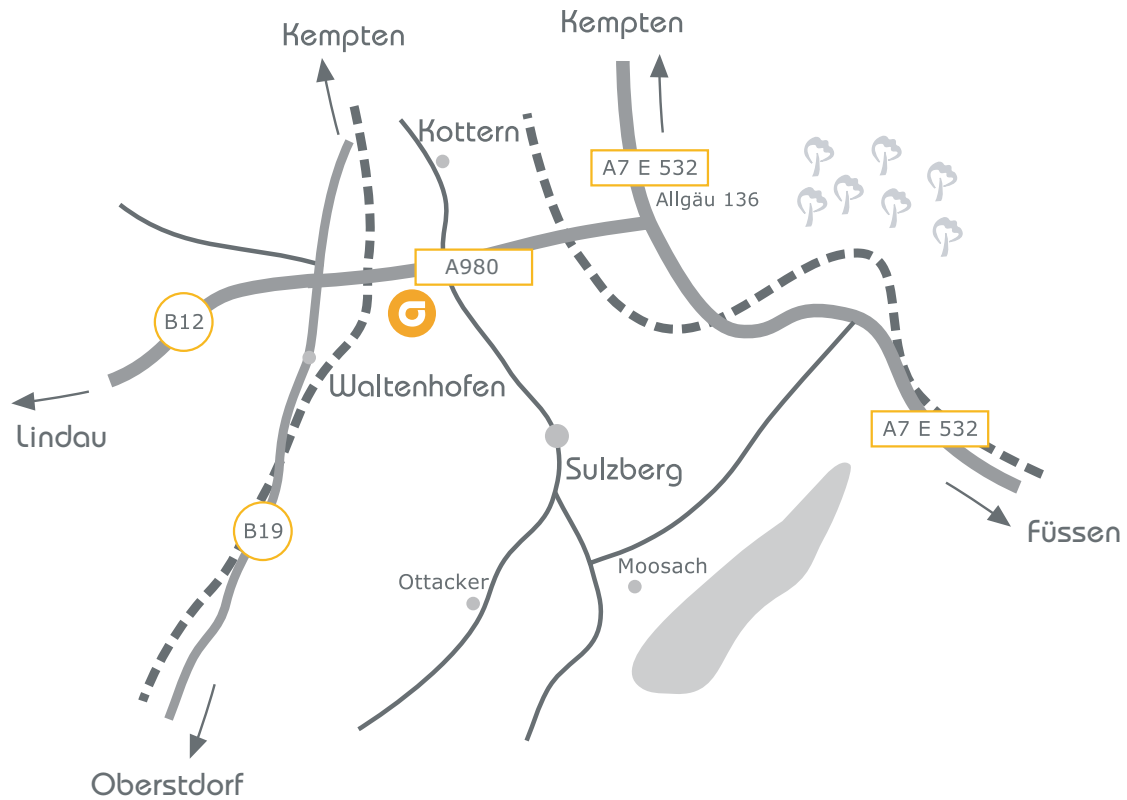 Kempten
Kempten
Kottern
A7 E 532
Allgäu 136
A980
B12
Waltenhofen
Lindau
A7 E 532
Sulzberg
B19
Füssen
Moosach
Ottacker
Oberstdorf